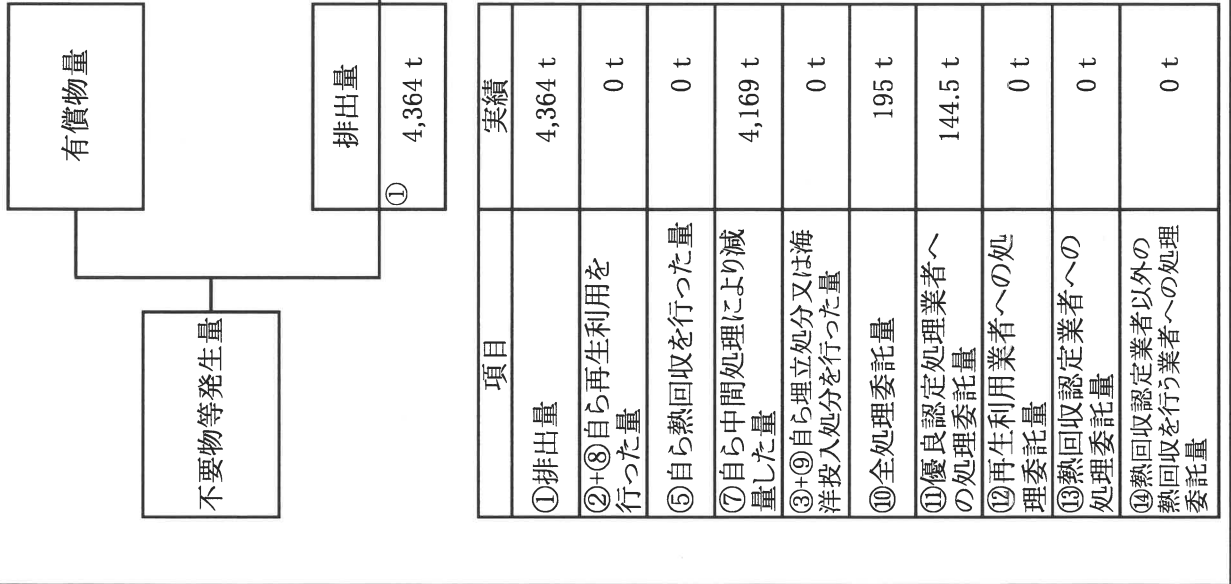 有償物量
不要物等発生量
排出量
①
4,364 t
項目
実績
①排出量
4,364 t
②+⑧自ら再生利用を
行った量
0 t
⑤自ら熱回収を行った量
0 t
⑦自ら中間処理により減
量した量
4,169 t
③+⑨自ら埋立処分又は海
洋投入処分を行った量
0 t
⑩全処理委託量
195 t
⑪優良認定処理業者へ
の処理委託量
144.5 t
⑫再生利用業者への処
理委託量
0 t
⑬熱回収認定業者への
処理委託量
0 t
⑭熱回収認定業者以外の
熱回収を行う業者への処理
委託量
0 t